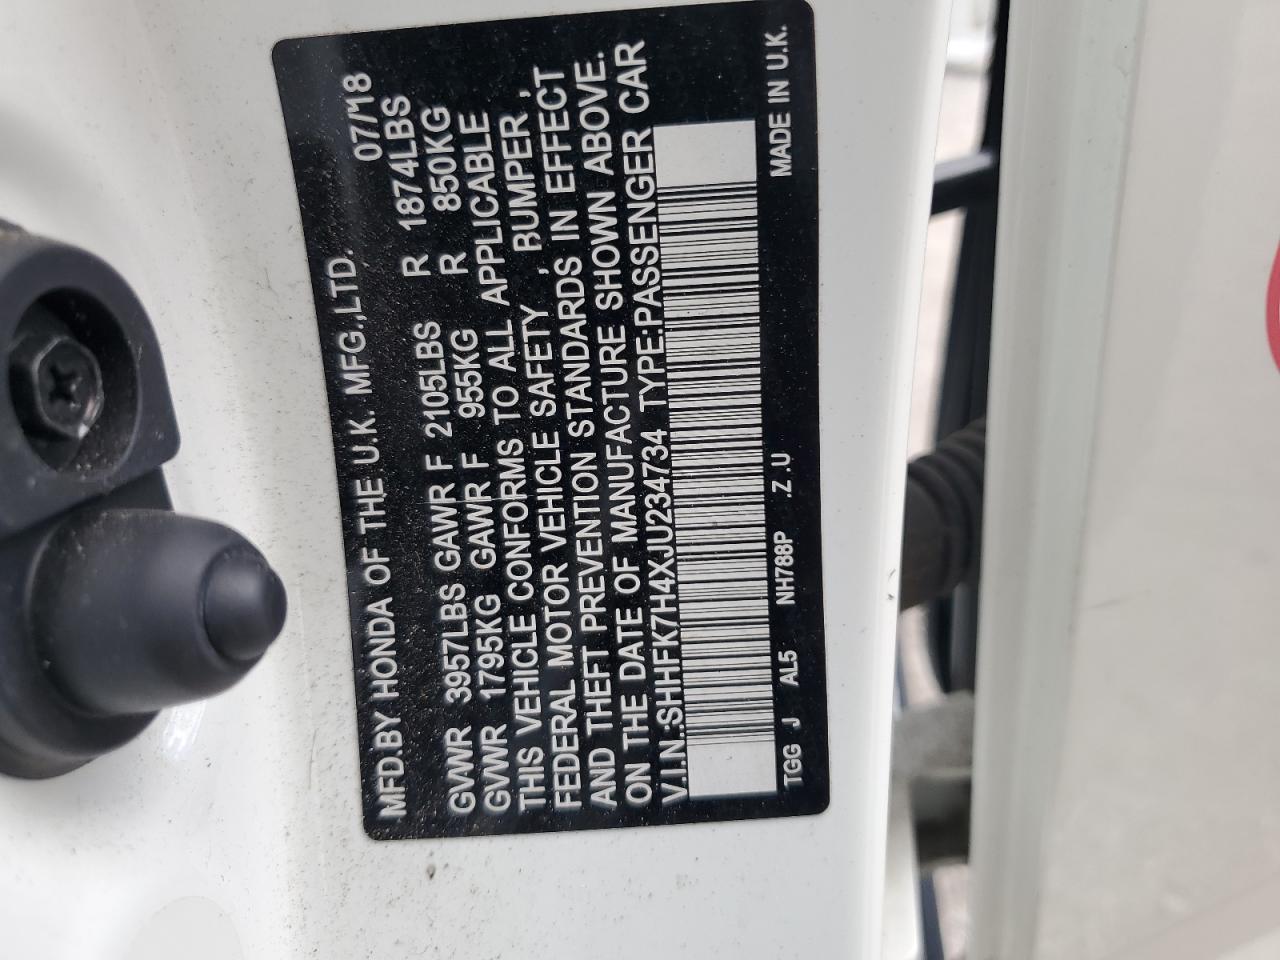 MFD.BY HONDA OF THE U.K. MFG.,LTD. 07/18
GVWR 3957LBS GAWR F 2105LBS R 1874LBS
GVWR 1795KG GAWR F 955KG R 850KG
THIS VEHICLE CONFORMS TO ALL APPLICABLE
FEDERAL MOTOR VEHICLE SAFETY , BUMPER ,
AND THEFT PREVENTION STANDARDS IN EFFECT
ON THE DATE OF MANUFACTURE SHOWN ABOVE.
V.I.N.:SHHFK7H4XJU234734 TYPE:PASSENGER CAR
TGG J AL5 NH788P .Z.U MADE IN U.K.